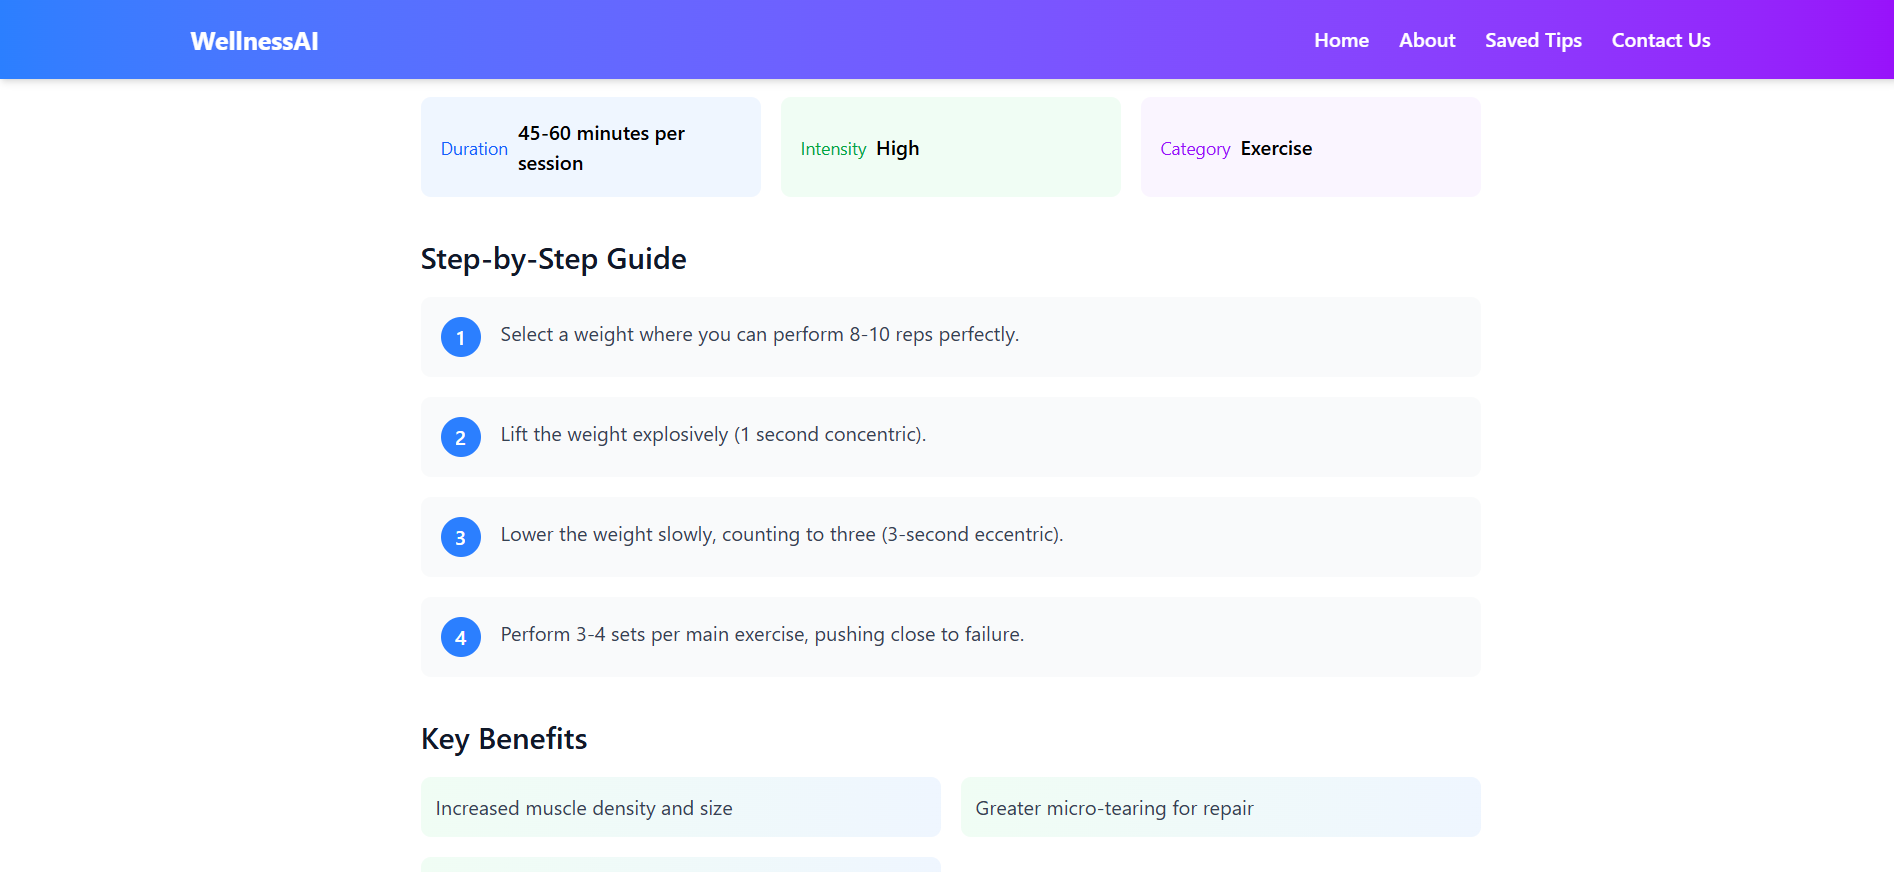 WellnessAI
Home
About
Saved Tips
Contact Us
Duration
45-60 minutes per
session
Intensity
High
Category
Exercise
Step-by-Step Guide
1
Select a weight where you can perform 8-10 reps perfectly.
2
Lift the weight explosively (1 second concentric).
3
Lower the weight slowly, counting to three (3-second eccentric).
4
Perform 3-4 sets per main exercise, pushing close to failure.
Key Benefits
Increased muscle density and size
Greater micro-tearing for repair